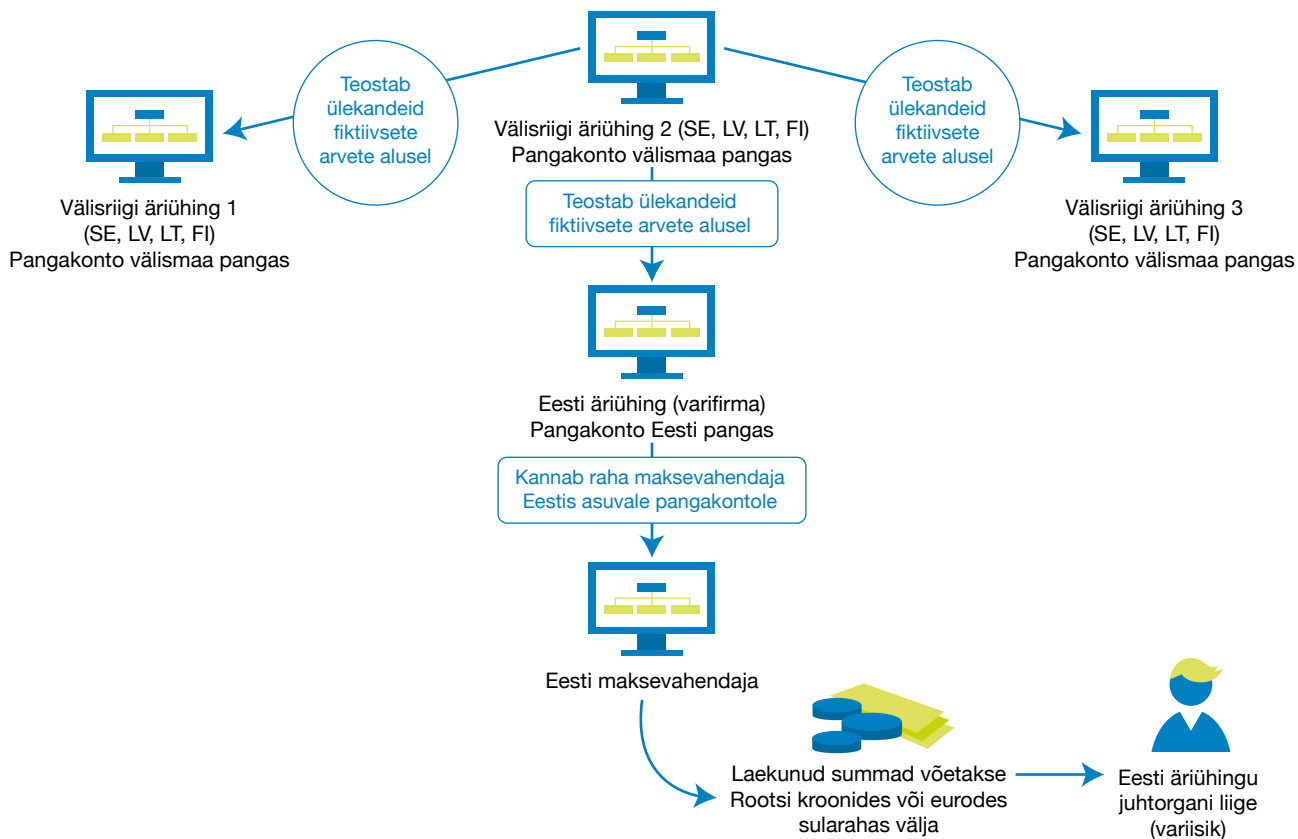 Teostab
ülekandeid
fiktiivsete
arvete alusel
Teostab
ülekandeid
fiktiivsete
arvete alusel
Välisriigi äriühing 2 (SE, LV, LT, FI)
Pangakonto välismaa pangas
Välisriigi äriühing 1
(SE, LV, LT, FI)
Pangakonto välismaa pangas
Teostab ülekandeid
fiktiivsete arvete alusel
Välisriigi äriühing 3
(SE, LV, LT, FI)
Pangakonto välismaa pangas
Eesti äriühing (varifirma)
Pangakonto Eesti pangas
Kannab raha maksevahendaja
Eestis asuvale pangakontole
Eesti maksevahendaja
Laekunud summad võetakse
Rootsi kroonides või eurodes
sularahas välja
Eesti äriühingu
juhtorgani liige
(variisik)